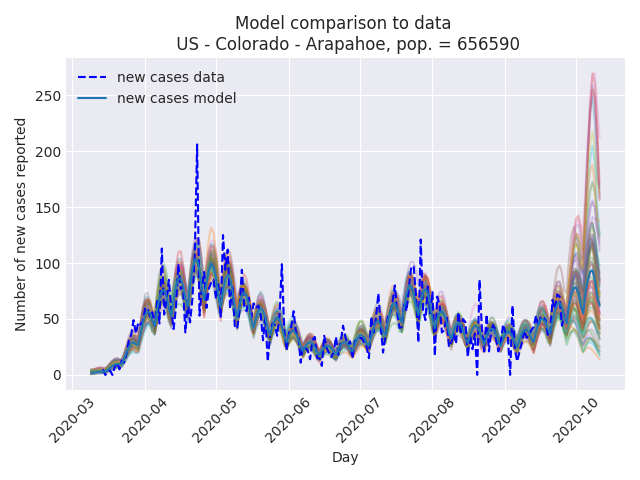 Model comparison to data
US - Colorado - Arapahoe, pop. = 656590
new cases data
new cases model
Number of new cases reported
250
200
150
100
50
0
2020-03
2020-04
2020-05
2020-06
2020-07
2020-08
2020-09
2020-10
Day